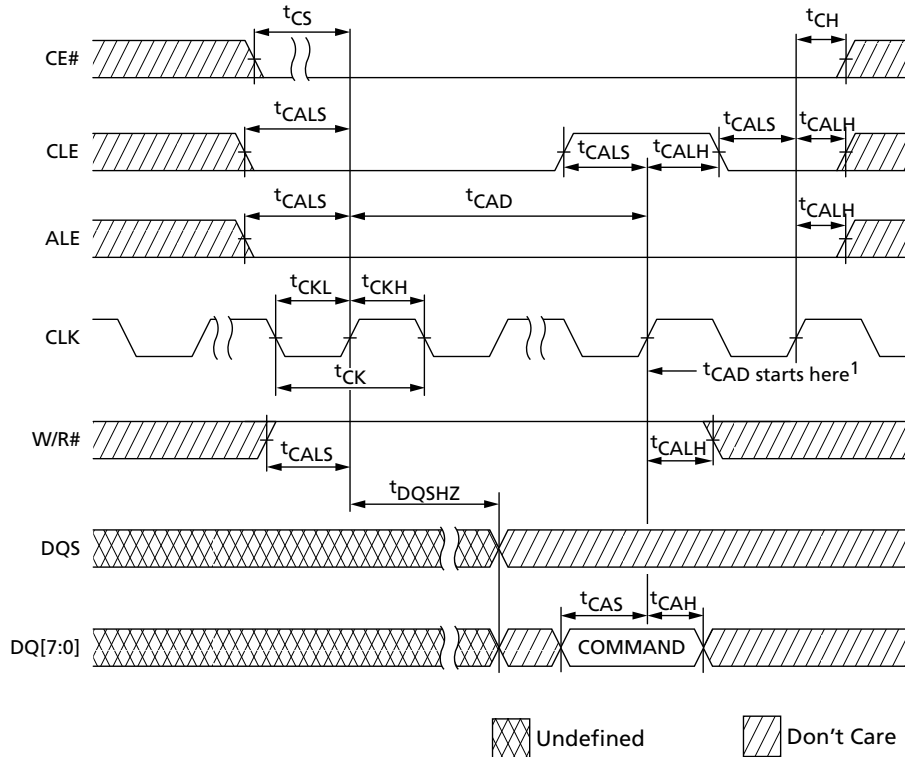 tCS
tCH
CE#
tCALS
tCALS
tCALH
CLE
tCALS
tCALH
tCALS
tCAD
tCALH
ALE
tCKL
tCKH
CLK
tCK
tCAD starts here1
W/R#
tCALS
tCALH
tDQSHZ
DQS
tCAS
tCAH
DQ[7:0]
COMMAND
Undefined
Don't Care